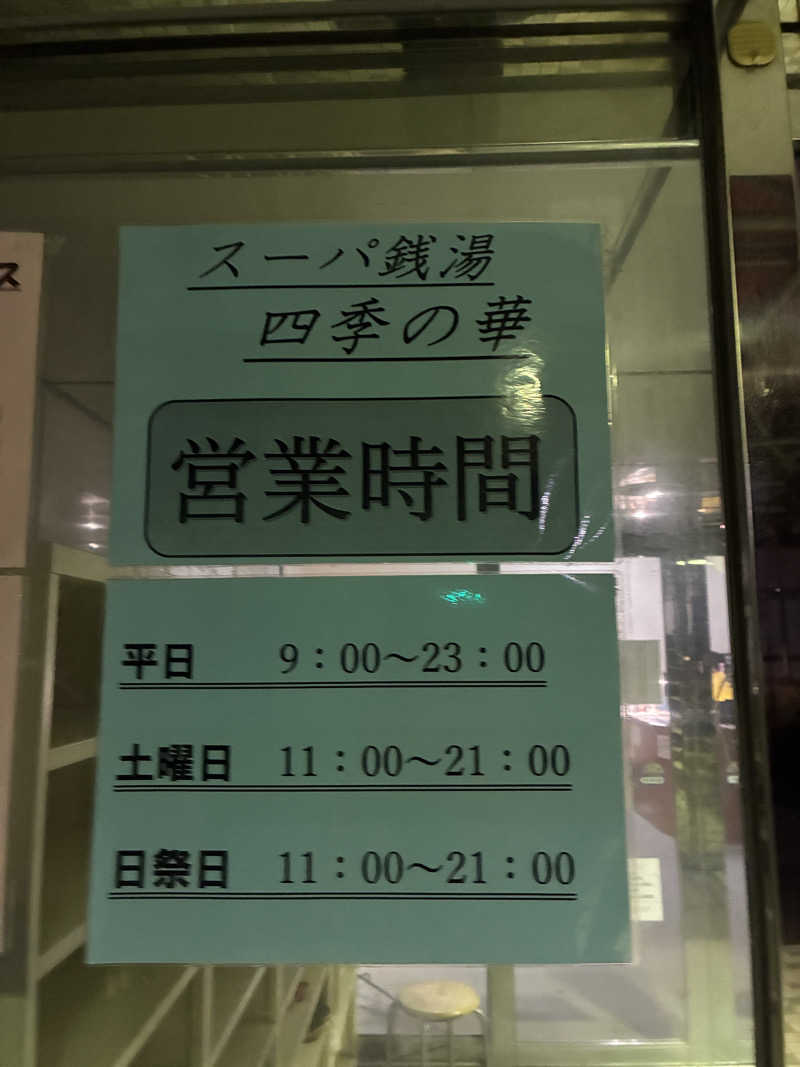 スーパ銭湯
四季の華
営業時間
平日 9：00～23：00
土曜日 11：00～21：00
日祭日 11：00～21：00
ス